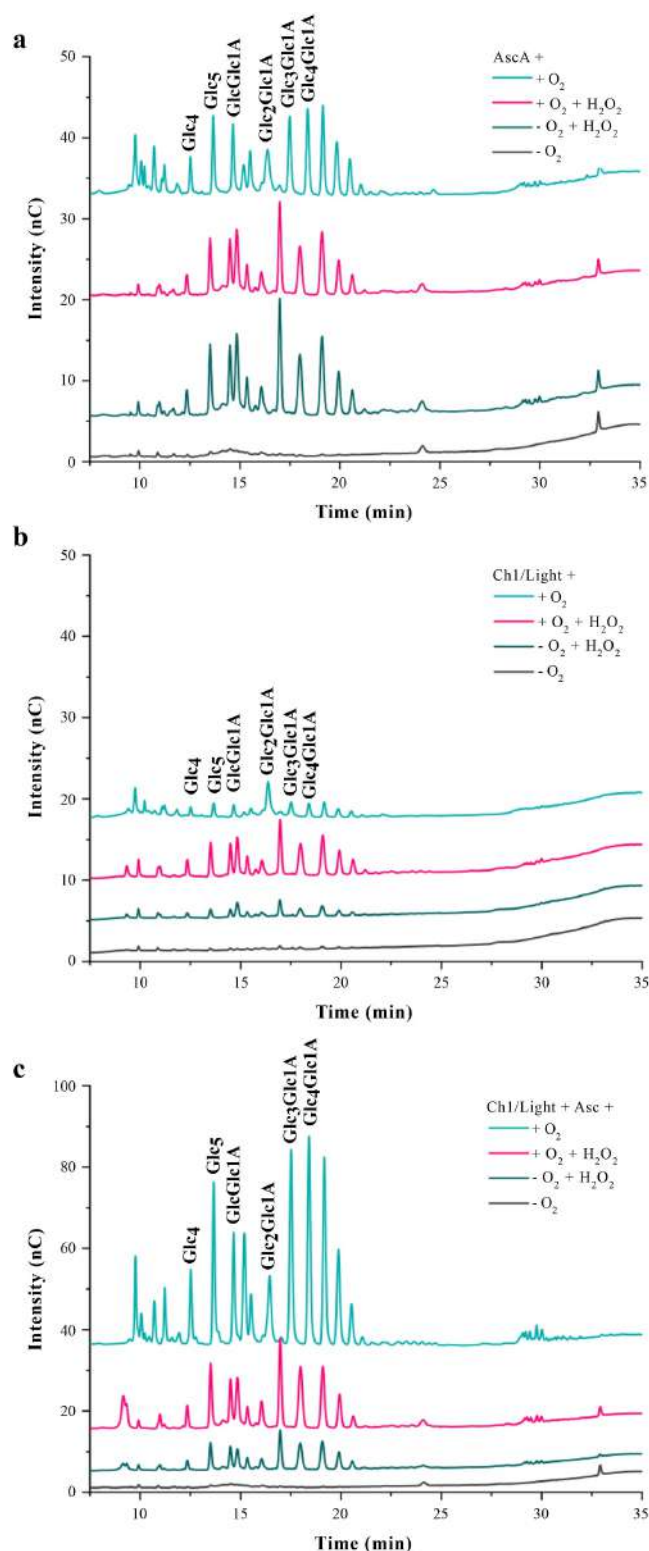 a
50
40
30
20
10
0
Intensity (nC)
Glc4
Glc5
GlcGlc1A
Glc2Glc1A
Glc3Glc1A
Glc4Glc1A
AscA +
+ O2
+ O2 + H2O2
- O2 + H2O2
- O2
10 15 20 25 30 35
Time (min)
b
50
40
30
20
10
0
Intensity (nC)
Glc4
Glc5
GlcGlc1A
Glc2Glc1A
Glc3Glc1A
Glc4Glc1A
Ch1/Light +
+ O2
+ O2 + H2O2
- O2 + H2O2
- O2
10 15 20 25 30 35
Time (min)
c
100
80
60
40
20
0
Intensity (nC)
Glc4
Glc5
GlcGlc1A
Glc2Glc1A
Glc3Glc1A
Glc4Glc1A
Ch1/Light + Asc +
+ O2
+ O2 + H2O2
- O2 + H2O2
- O2
10 15 20 25 30 35
Time (min)